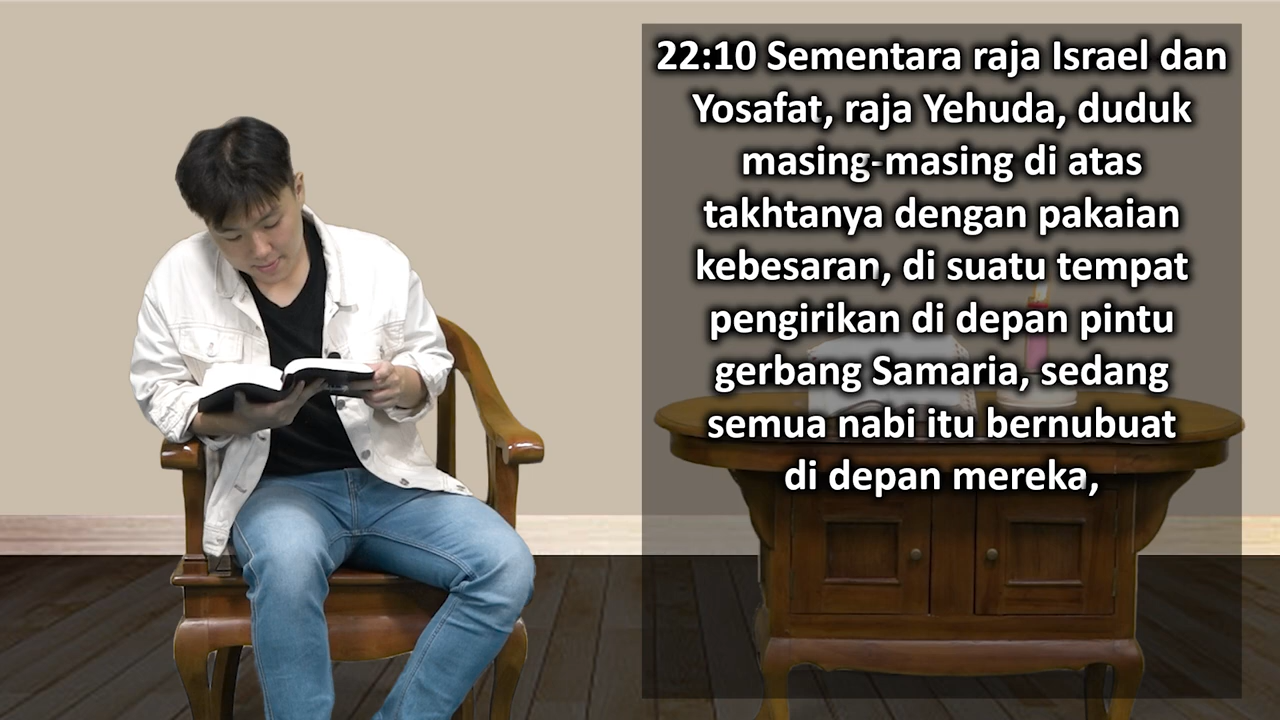 22:10 Sementara raja Israel dan
Yosafat, raja Yehuda, duduk
masing-masing di atas
takhtanya dengan pakaian
kebesaran, di suatu tempat
pengirikan di depan pintu
gerbang Samaria, sedang
semua nabi itu bernubuat
di depan mereka,